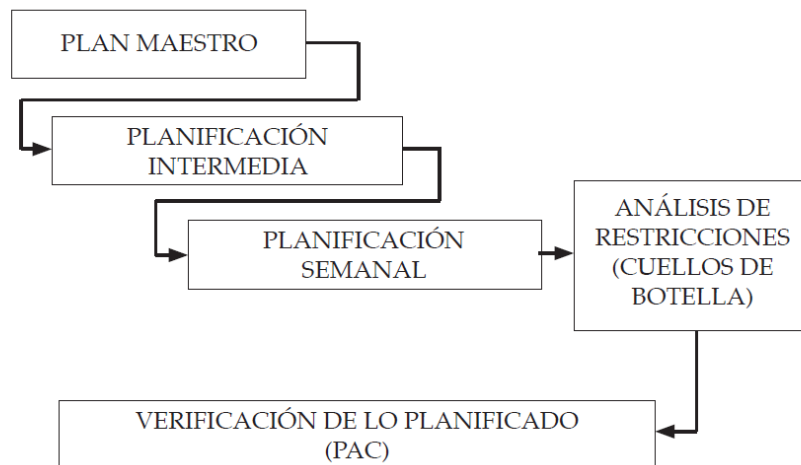 PLAN MAESTRO
PLANIFICACIÓN
INTERMEDIA
PLANIFICACIÓN
SEMANAL
ANÁLISIS DE
RESTRICCIONES
(CUELLOS DE
BOTELLA)
VERIFICACIÓN DE LO PLANIFICADO
(PAC)